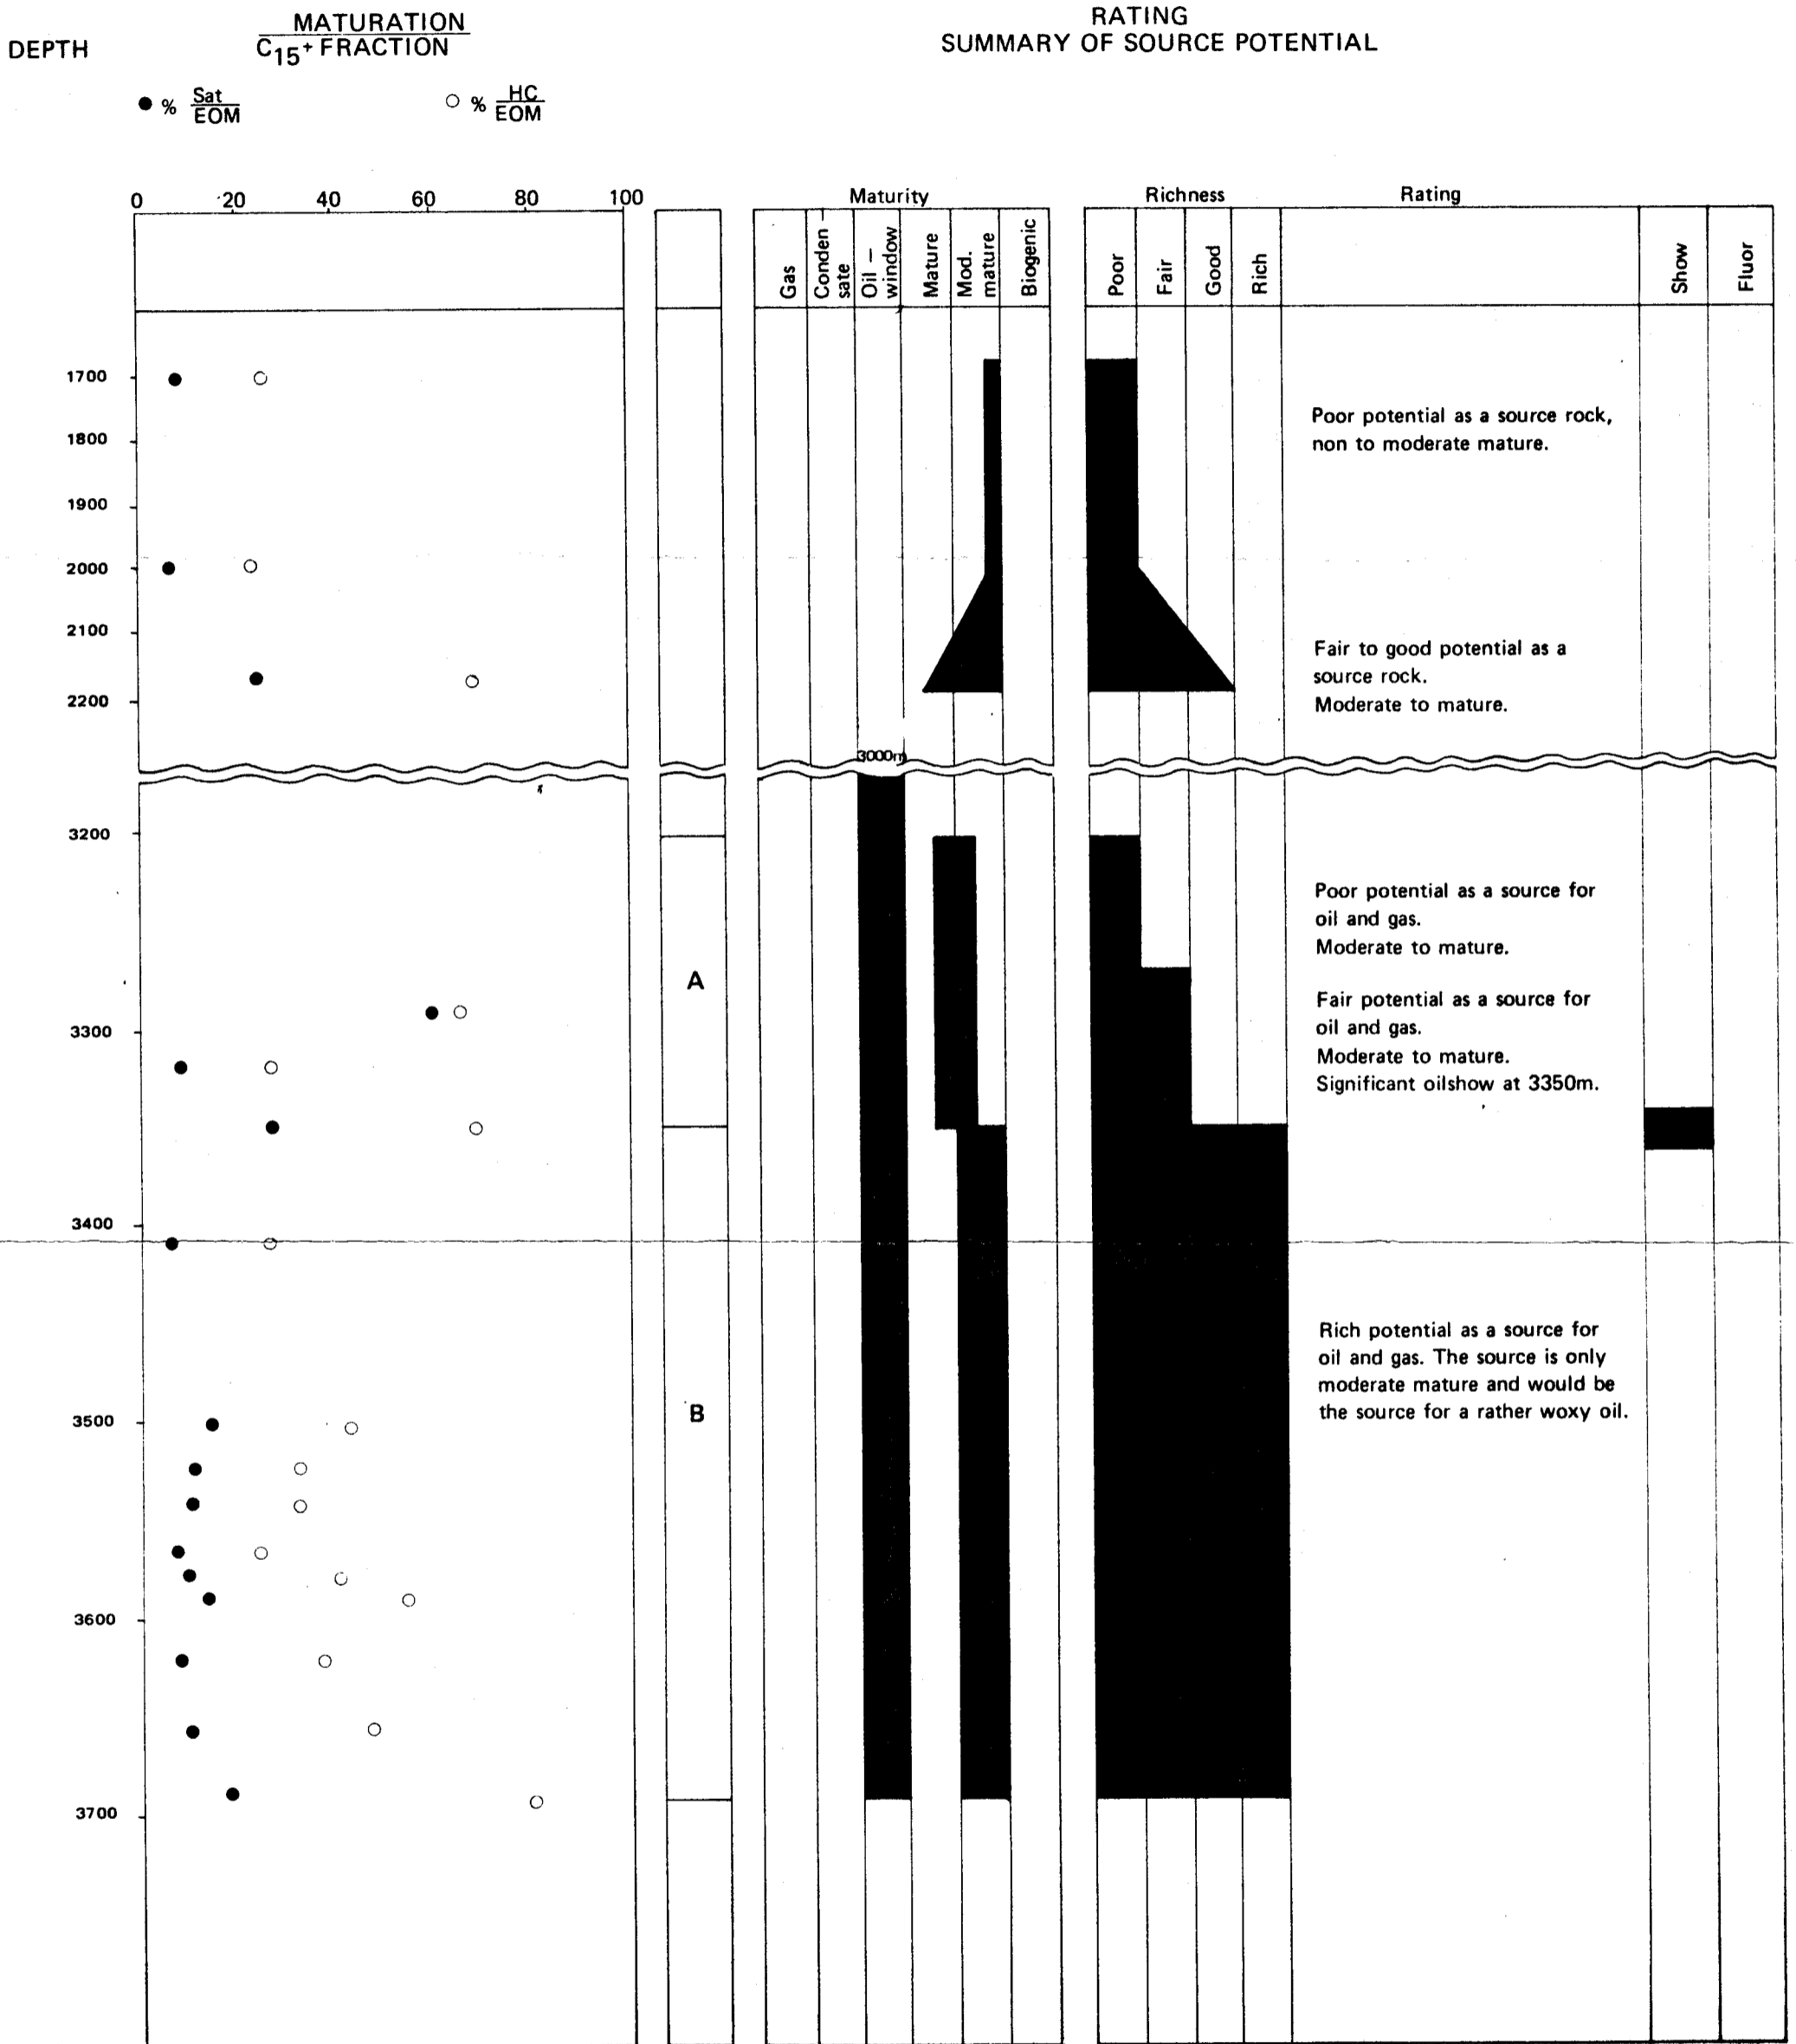 DEPTH
MATURATION
C15+ FRACTION
RATING
SUMMARY OF SOURCE POTENTIAL
● % Sat/EOM
○ % HC/EOM
0 20 40 60 80 100
Maturity
Richness
Rating
Gas
Conden-
sate
Oil –
window
Mature
Mod.
mature
Biogenic
Poor
Fair
Good
Rich
Show
Fluor
1700
1800
1900
2000
2100
2200
Poor potential as a source rock,
non to moderate mature.
Fair to good potential as a
source rock.
Moderate to mature.
3000m
3200
3300
3400
3500
3600
3700
A
B
Poor potential as a source for
oil and gas.
Moderate to mature.
Fair potential as a source for
oil and gas.
Moderate to mature.
Significant oilshow at 3350m.
Rich potential as a source for
oil and gas. The source is only
moderate mature and would be
the source for a rather woxy oil.